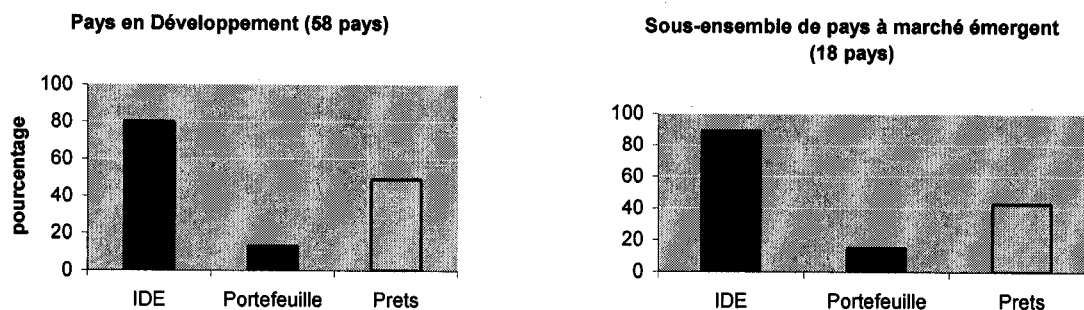 Pays en Développement (58 pays)
pourcentage
100
80
60
40
20
0
IDE
Portefeuille
Prets
Sous-ensemble de pays à marché émergent
(18 pays)
100
80
60
40
20
0
IDE
Portefeuille
Prets